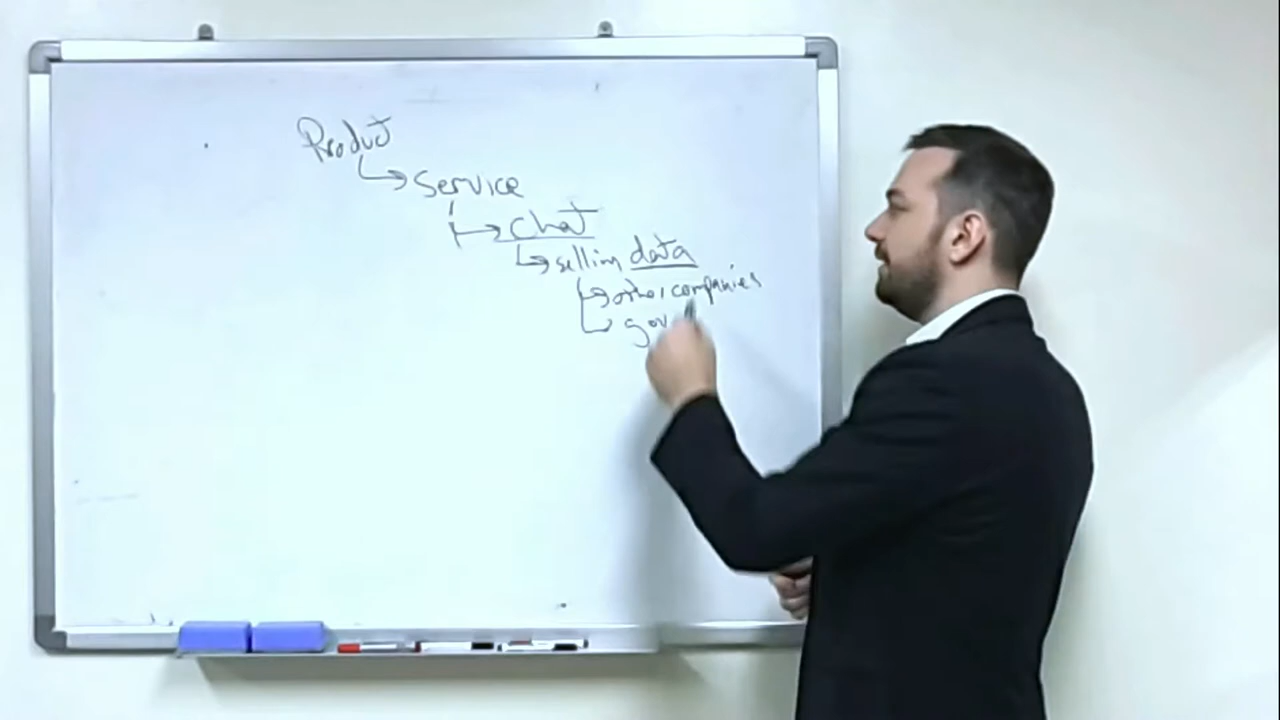 Product
Service
Chat
selling data
other companies
gov